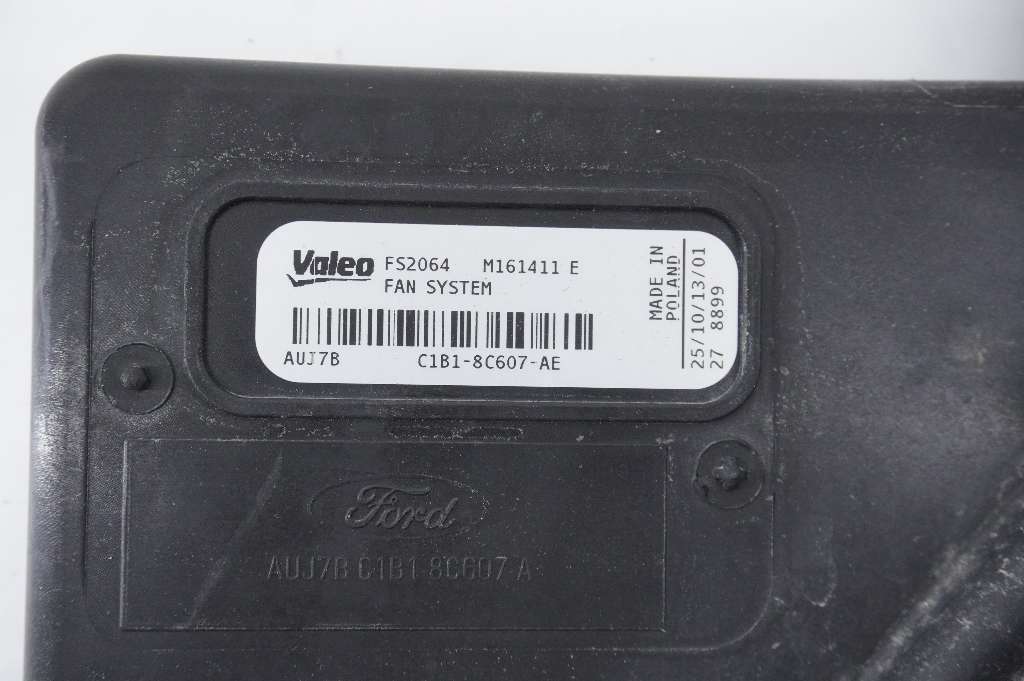 Valeo FS2064 M161411 E
FAN SYSTEM
AUJ7B C1B1-8C607-AE
MADE IN
POLAND
25/10/13/01
27 8899
Ford
AUJ7B C1B1 8C607 A